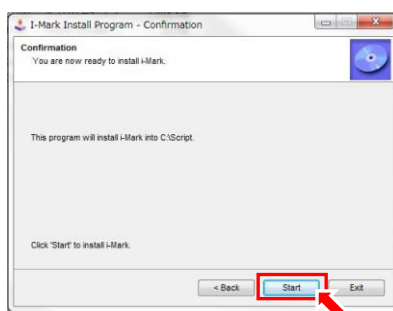 I-Mark Install Program - Confirmation
Confirmation
You are now ready to install i-Mark.
This program will install i-Mark into C:\Script.
Click 'Start' to install i-Mark.
< Back Start Exit